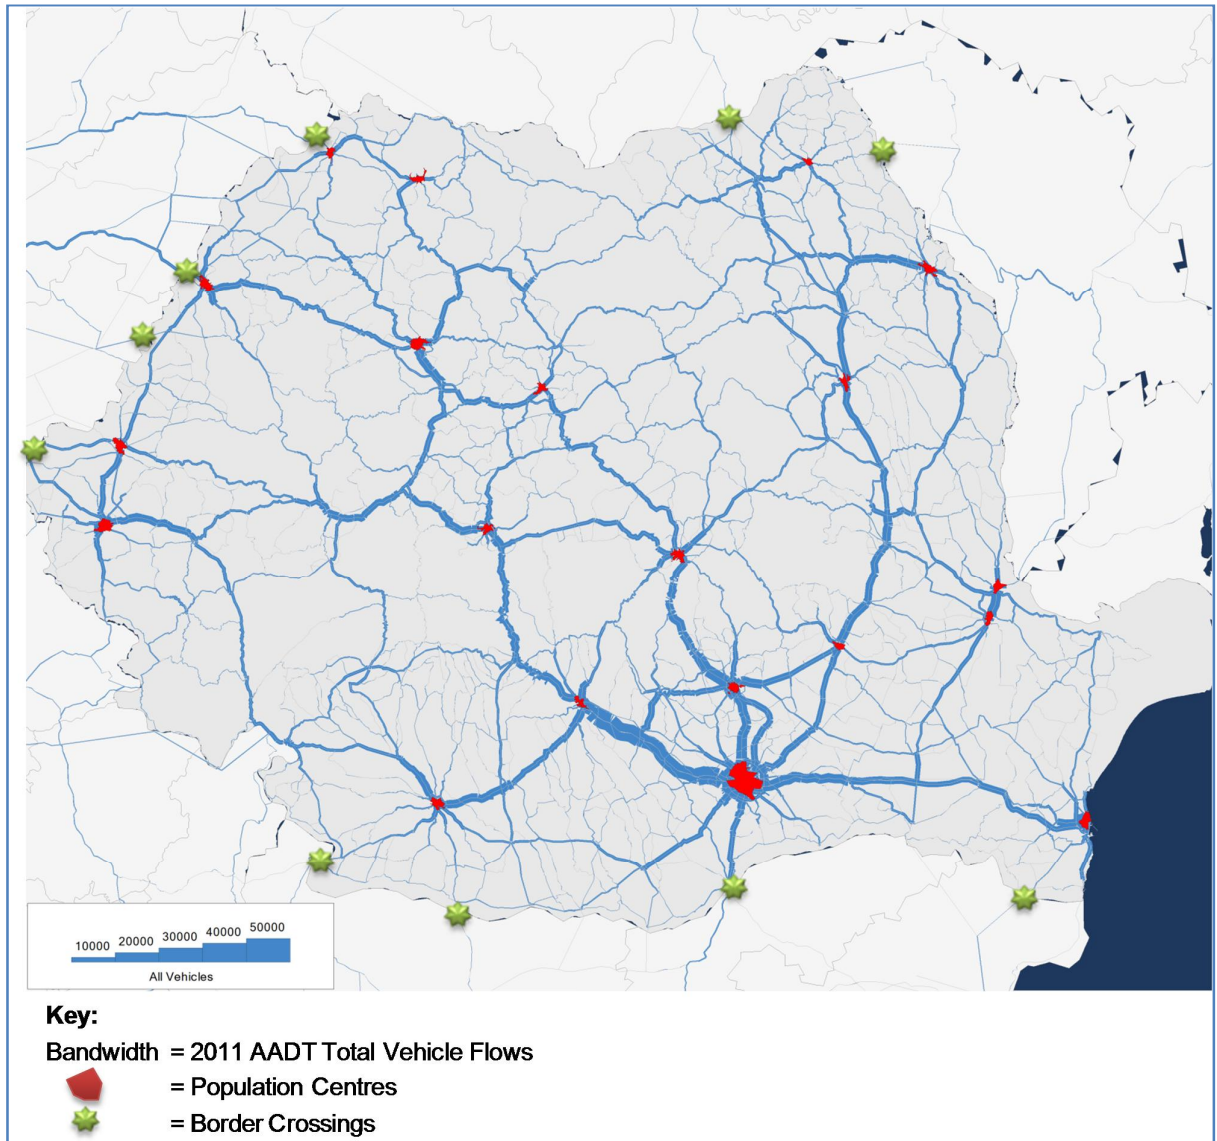 10000 20000 30000 40000 50000
All Vehicles
Key:
Bandwidth = 2011 AADT Total Vehicle Flows
= Population Centres
= Border Crossings